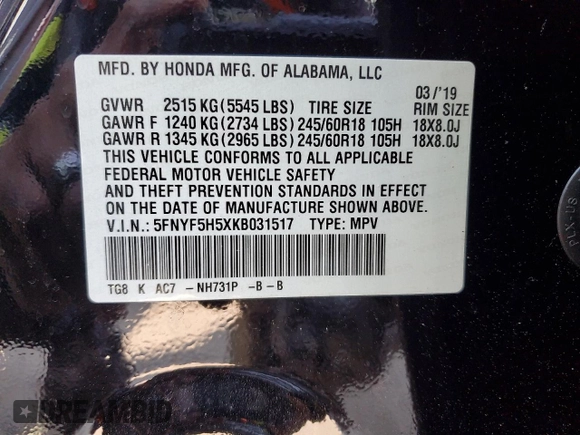 MFD. BY HONDA MFG. OF ALABAMA, LLC
03/'19
GVWR 2515 KG(5545 LBS) TIRE SIZE RIM SIZE
GAWR F 1240 KG(2734 LBS) 245/60R18 105H 18X8.0J
GAWR R 1345 KG(2965 LBS) 245/60R18 105H 18X8.0J
THIS VEHICLE CONFORMS TO ALL APPLICABLE
FEDERAL MOTOR VEHICLE SAFETY
AND THEFT PREVENTION STANDARDS IN EFFECT
ON THE DATE OF MANUFACTURE SHOWN ABOVE.
V.I.N.: 5FNYF5H5XKB031517 TYPE: MPV
TG8 K AC7 -NH731P -B-B
PLX-US
BREAMBID